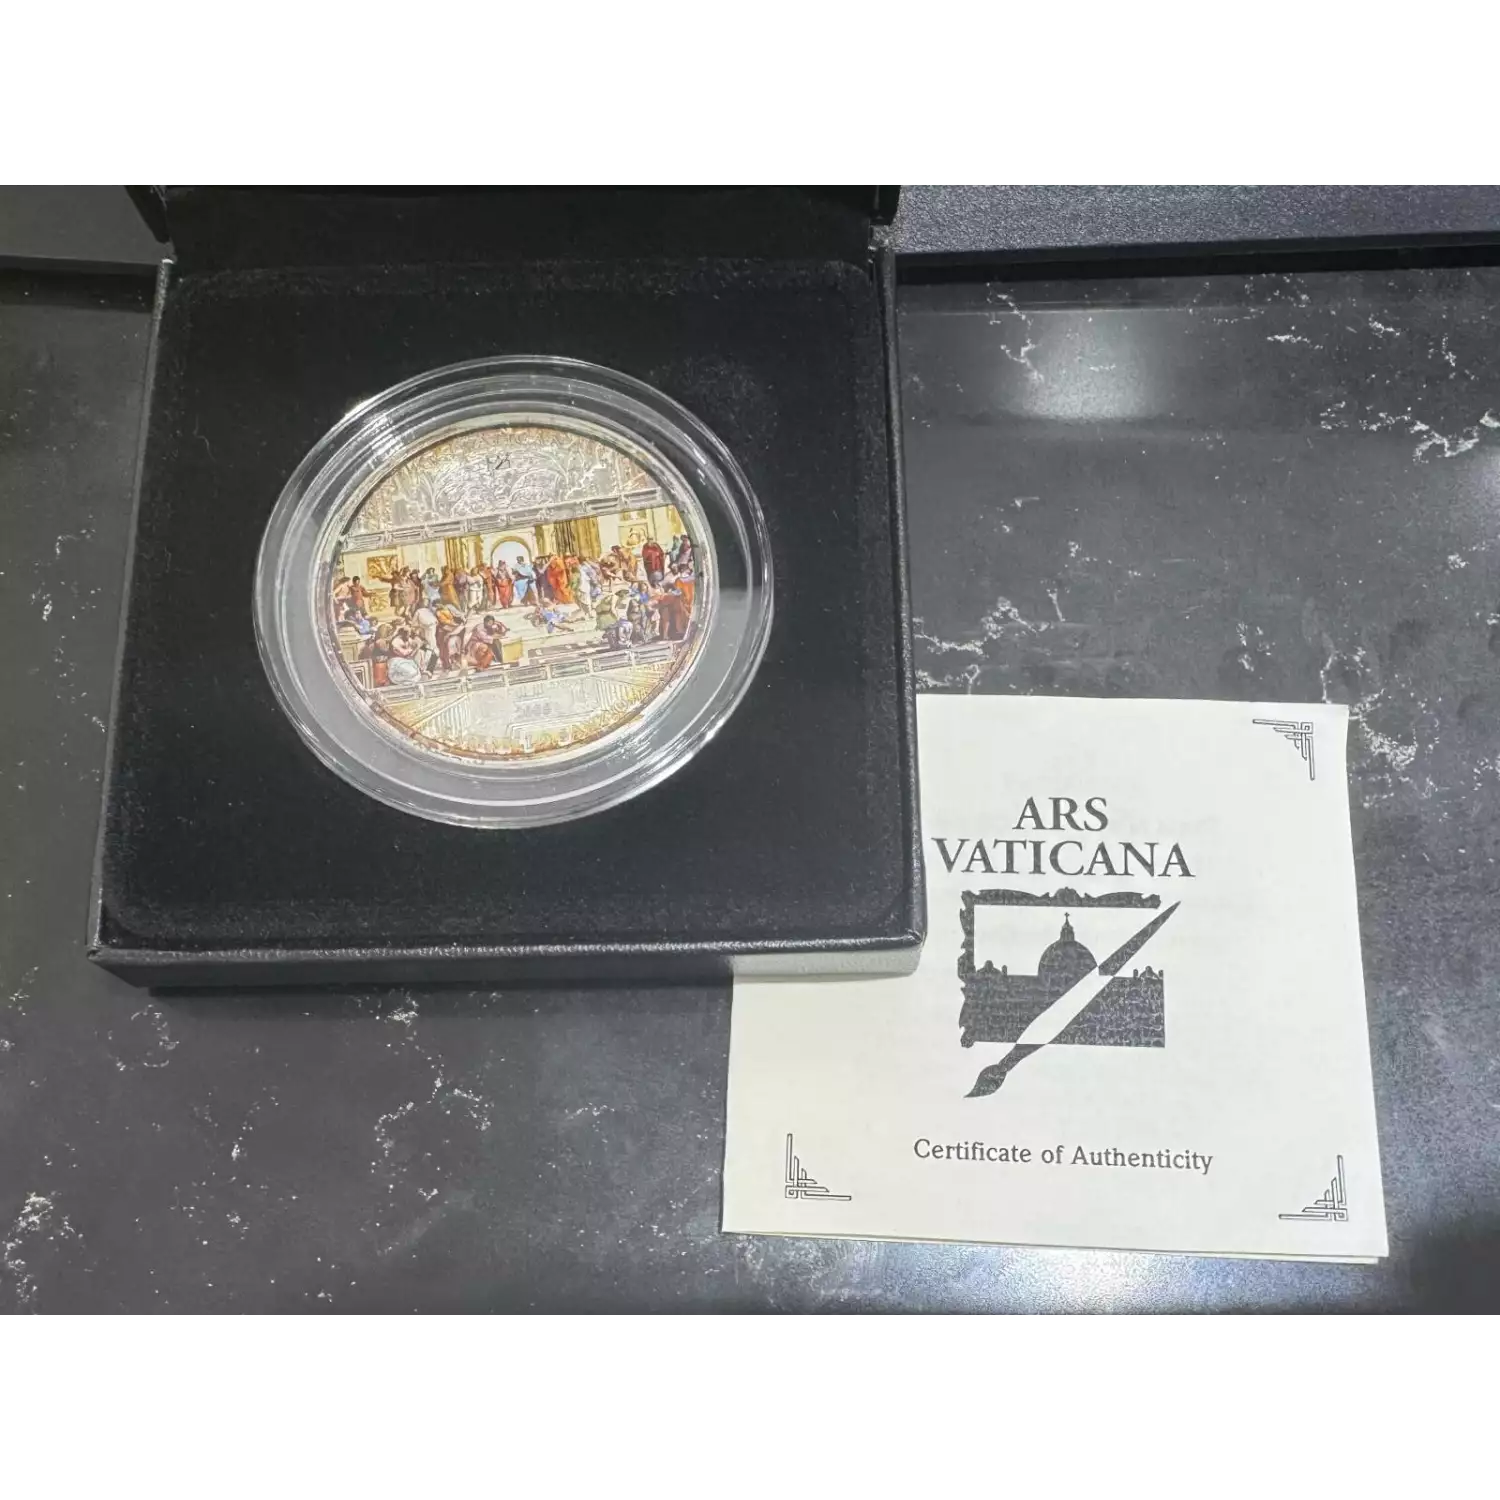 ARS
VATICANA
Certificate of Authenticity